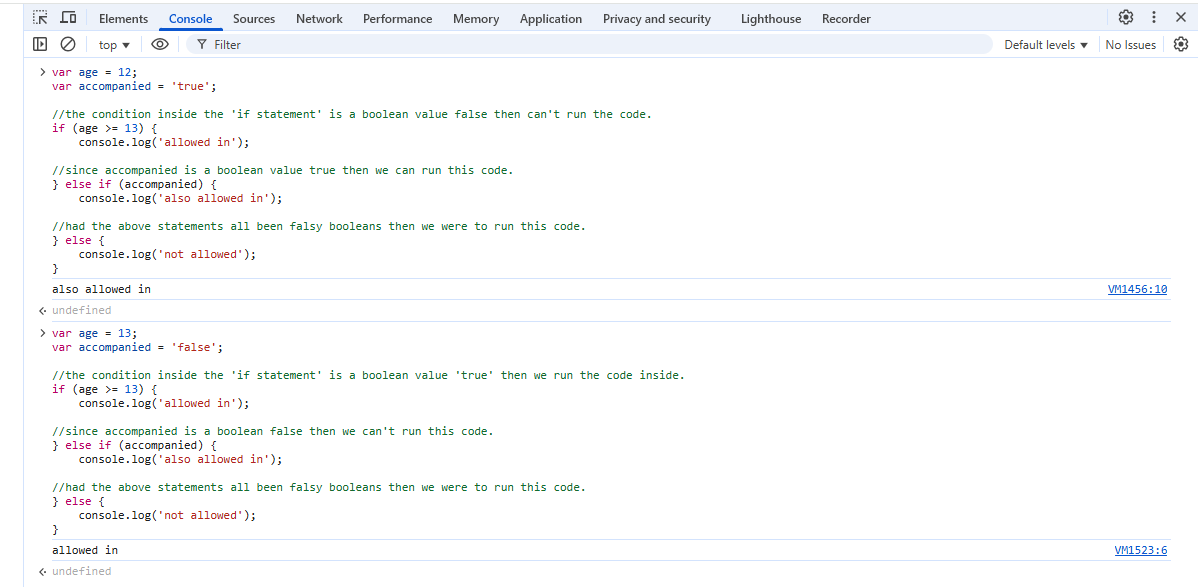 Elements Console Sources Network Performance Memory Application Privacy and security Lighthouse Recorder
top Filter Default levels No Issues
var age = 12;
var accompanied = 'true';
//the condition inside the 'if statement' is a boolean value false then can't run the code.
if (age >= 13) {
    console.log('allowed in');
//since accompanied is a boolean value true then we can run this code.
} else if (accompanied) {
    console.log('also allowed in');
//had the above statements all been falsy booleans then we were to run this code.
} else {
    console.log('not allowed');
}
also allowed in VM1456:10
undefined
var age = 13;
var accompanied = 'false';
//the condition inside the 'if statement' is a boolean value 'true' then we run the code inside.
if (age >= 13) {
    console.log('allowed in');
//since accompanied is a boolean false then we can't run this code.
} else if (accompanied) {
    console.log('also allowed in');
//had the above statements all been falsy booleans then we were to run this code.
} else {
    console.log('not allowed');
}
allowed in VM1523:6
undefined